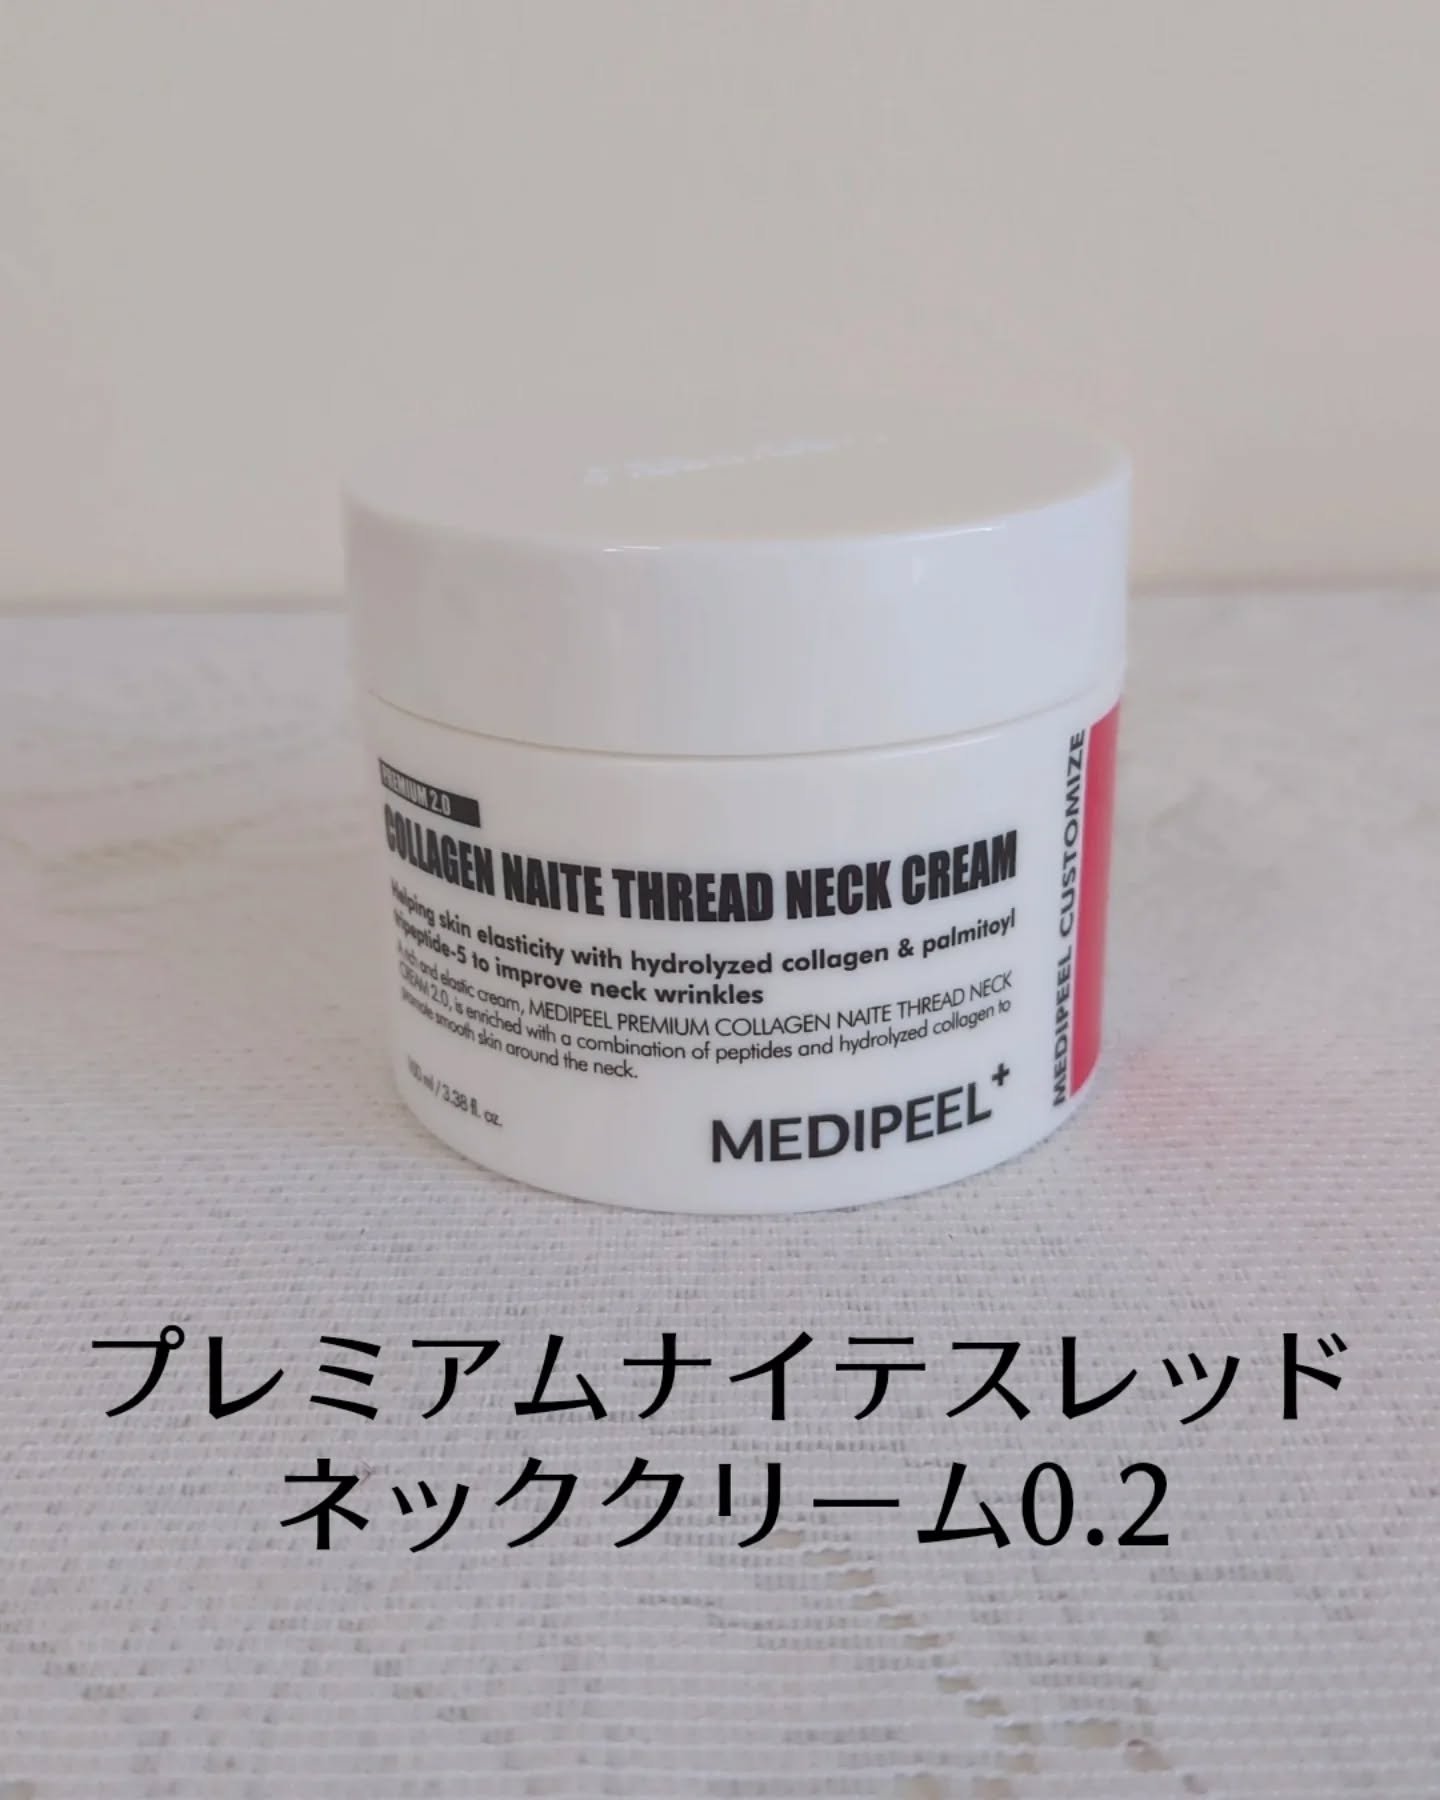 PREMIUM 2.0
COLLAGEN NAITE THREAD NECK CREAM
Helping skin elasticity with hydrolyzed collagen & palmitoyl
tripeptide-5 to improve neck wrinkles
A rich and elastic cream, MEDIPEEL PREMIUM COLLAGEN NAITE THREAD NECK
CREAM 2.0, is enriched with a combination of peptides and hydrolyzed collagen to
promote smooth skin around the neck.
100 ml / 3.38 fl. oz.
MEDIPEEL+
MEDIPEEL CUSTOMIZE
プレミアムナイテスレッド
ネッククリーム0.2